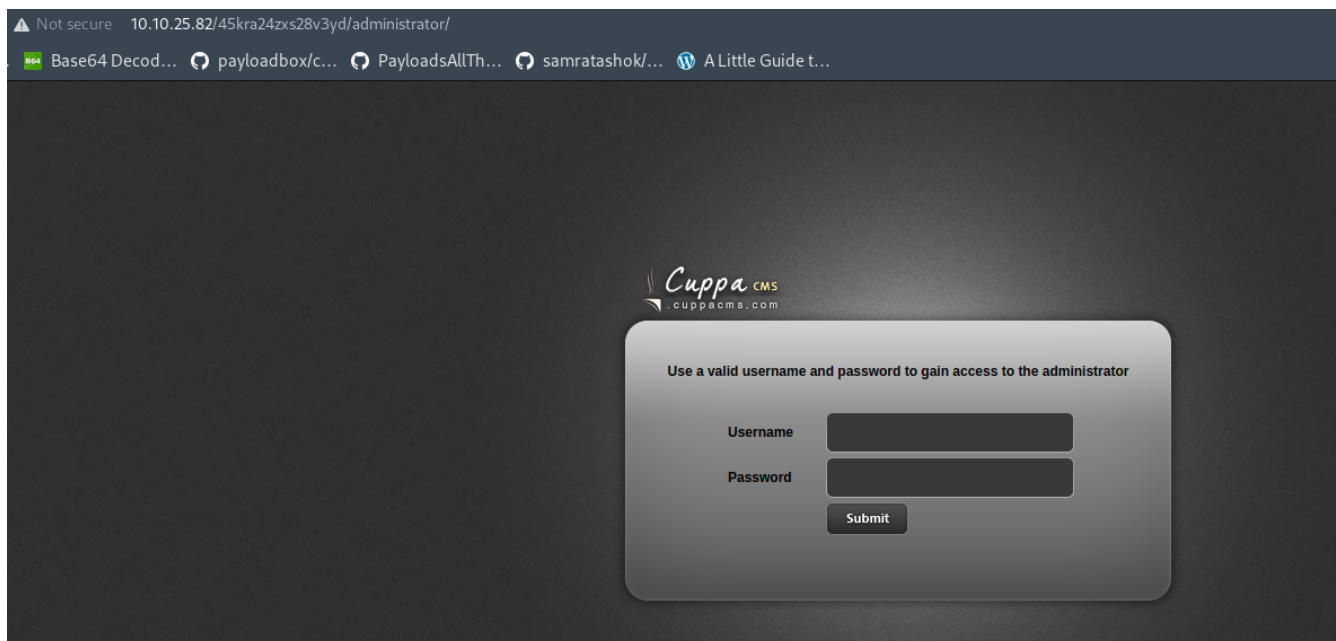 Not secure 10.10.25.82/45kra24zxs28v3yd/administrator/
B64 Base64 Decod... payloadbox/c... PayloadsAllTh... samratashok/... A Little Guide t...
Cuppa CMS
.cuppacms.com
Use a valid username and password to gain access to the administrator
Username
Password
Submit